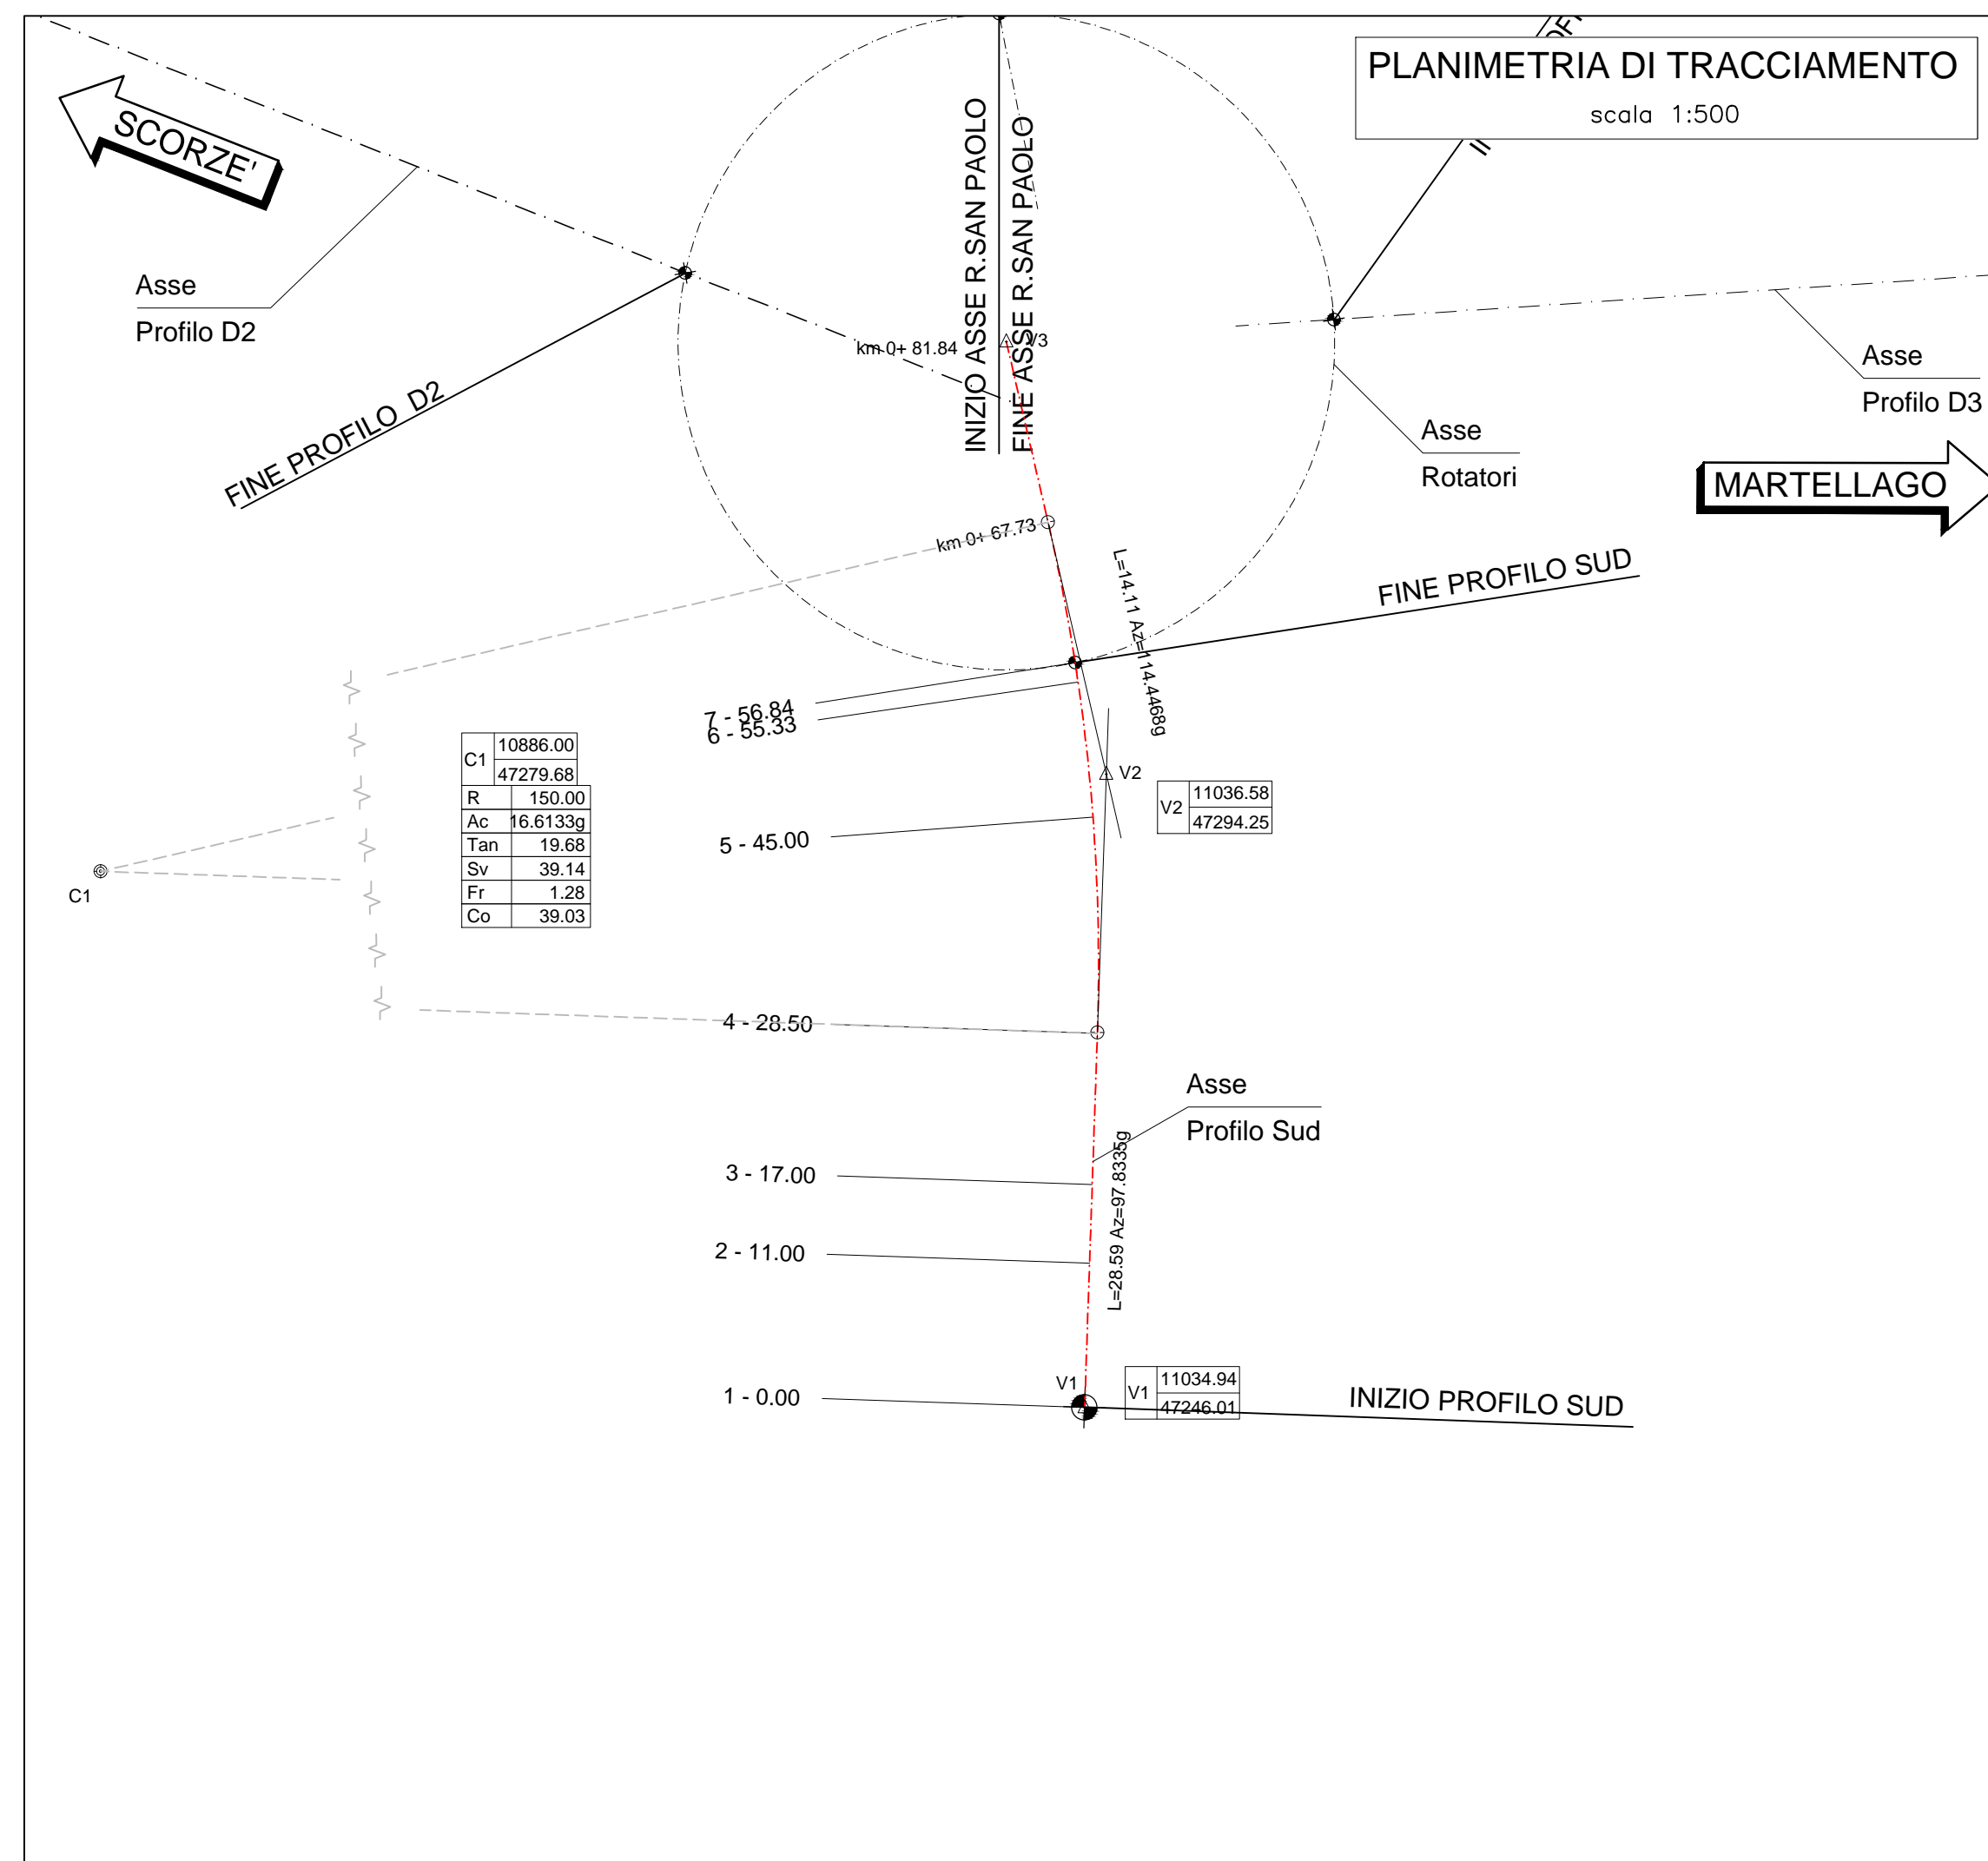 PLANIMETRIA DI TRACCIAMENTO
scala 1:500
SCORZE'
INIZIO ASSE R.SAN PAOLO
FINE ASSE R.SAN PAOLO
Asse
Profilo D2
km 0+ 81.84
V3
Asse
Profilo D3
FINE PROFILO D2
Asse
Rotatori
MARTELLAGO
km 0+ 67.73
L=14.11 Az=114.4468g
FINE PROFILO SUD
7 - 56.84
6 - 55.33
C1
10886.00
47279.68
R 150.00
Ac 16.6133g
Tan 19.68
Sv 39.14
Fr 1.28
Co 39.03
V2
V2
11036.58
47294.25
5 - 45.00
C1
4 - 28.50
Asse
Profilo Sud
3 - 17.00
L=28.59 Az=97.8335g
2 - 11.00
1 - 0.00
V1
V1
11034.94
47246.01
INIZIO PROFILO SUD